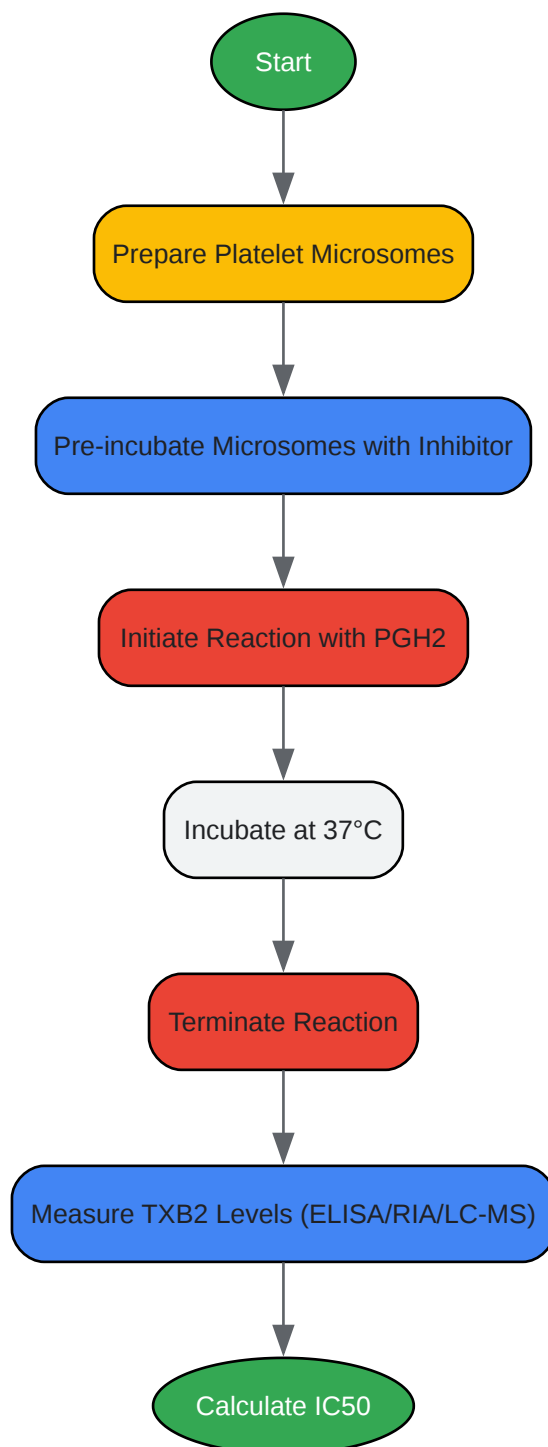 Start
Prepare Platelet Microsomes
Pre-incubate Microsomes with Inhibitor
Initiate Reaction with PGH2
Incubate at 37°C
Terminate Reaction
Measure TXB2 Levels (ELISA/RIA/LC-MS)
Calculate IC50